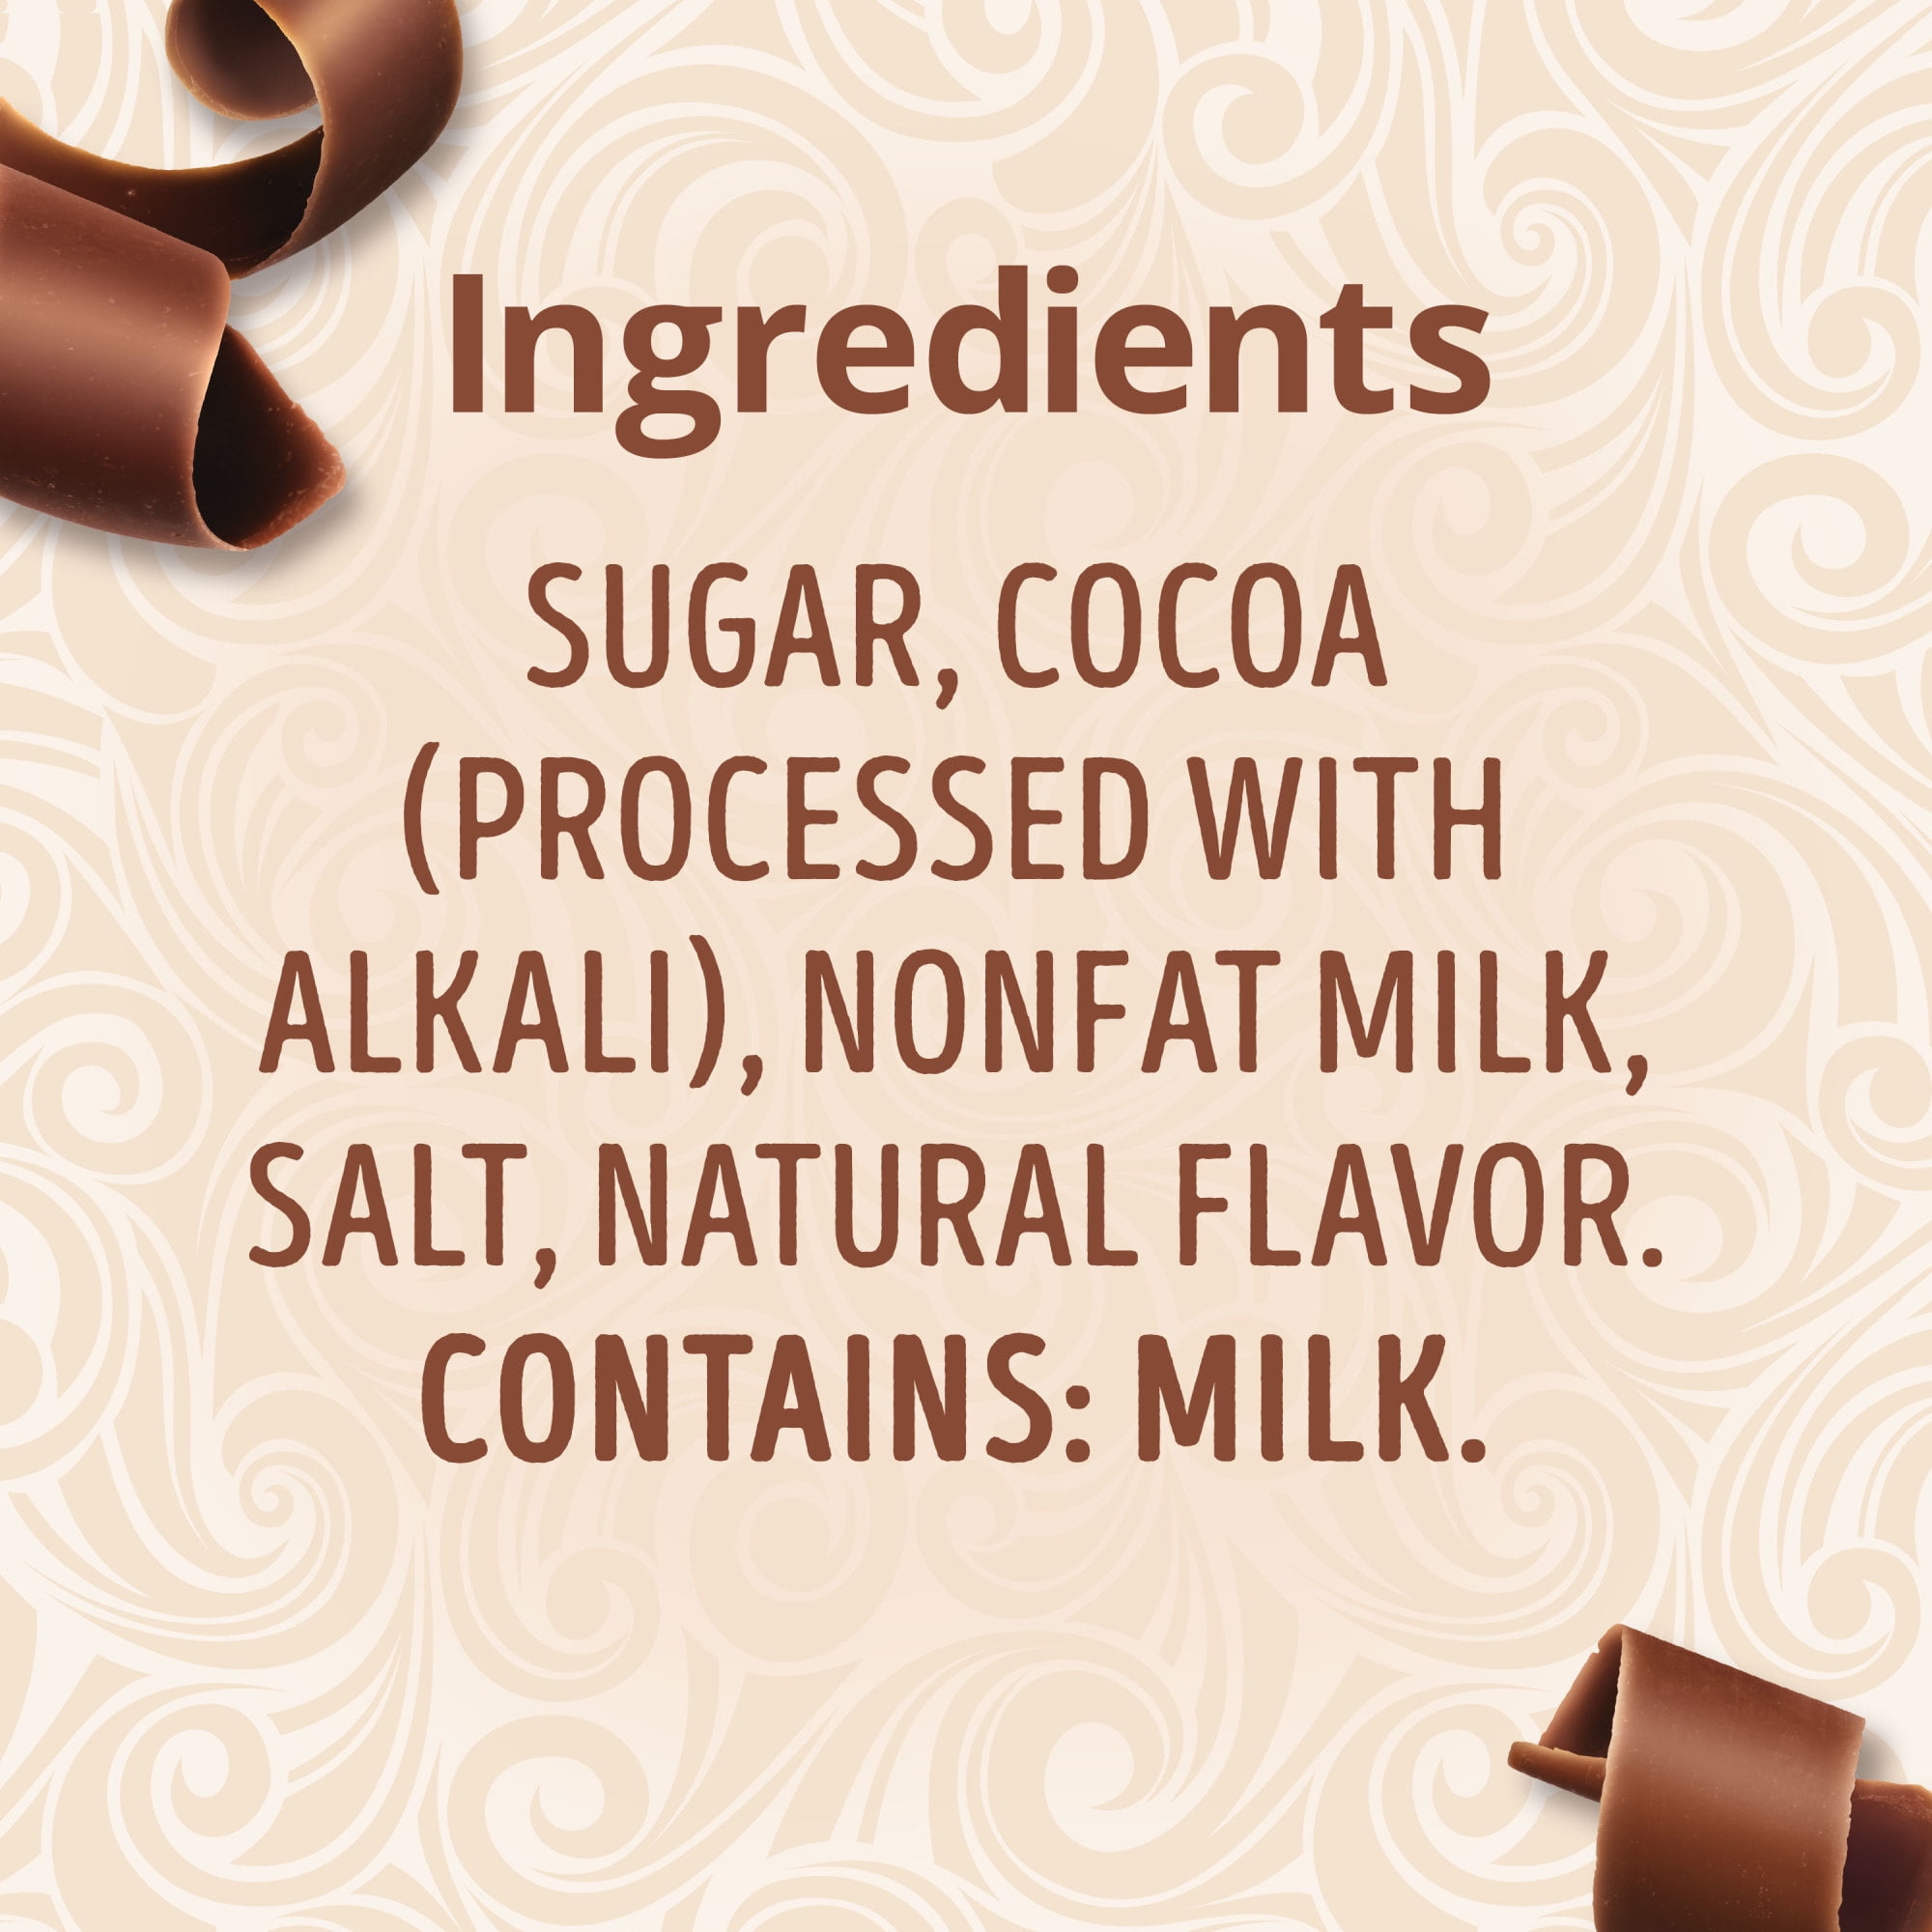 Ingredients
SUGAR, COCOA
(PROCESSED WITH
ALKALI), NONFAT MILK,
SALT, NATURAL FLAVOR.
CONTAINS: MILK.